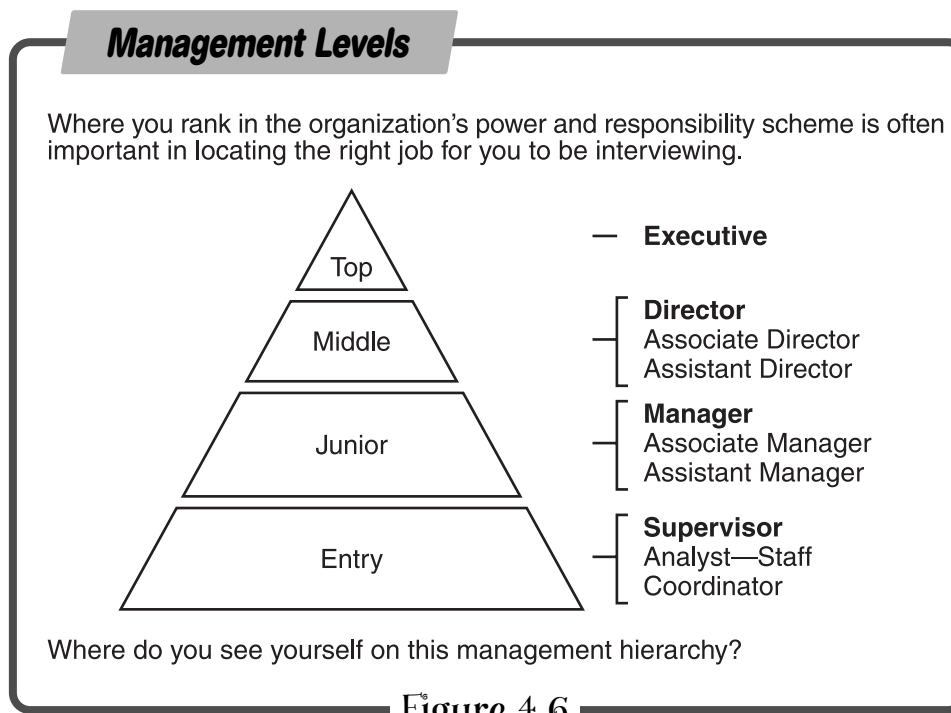 Management Levels
Where you rank in the organization's power and responsibility scheme is often
important in locating the right job for you to be interviewing.
Top
— Executive
Middle
Director
Associate Director
Assistant Director
Junior
Manager
Associate Manager
Assistant Manager
Entry
Supervisor
Analyst—Staff
Coordinator
Where do you see yourself on this management hierarchy?
Figure 4.6